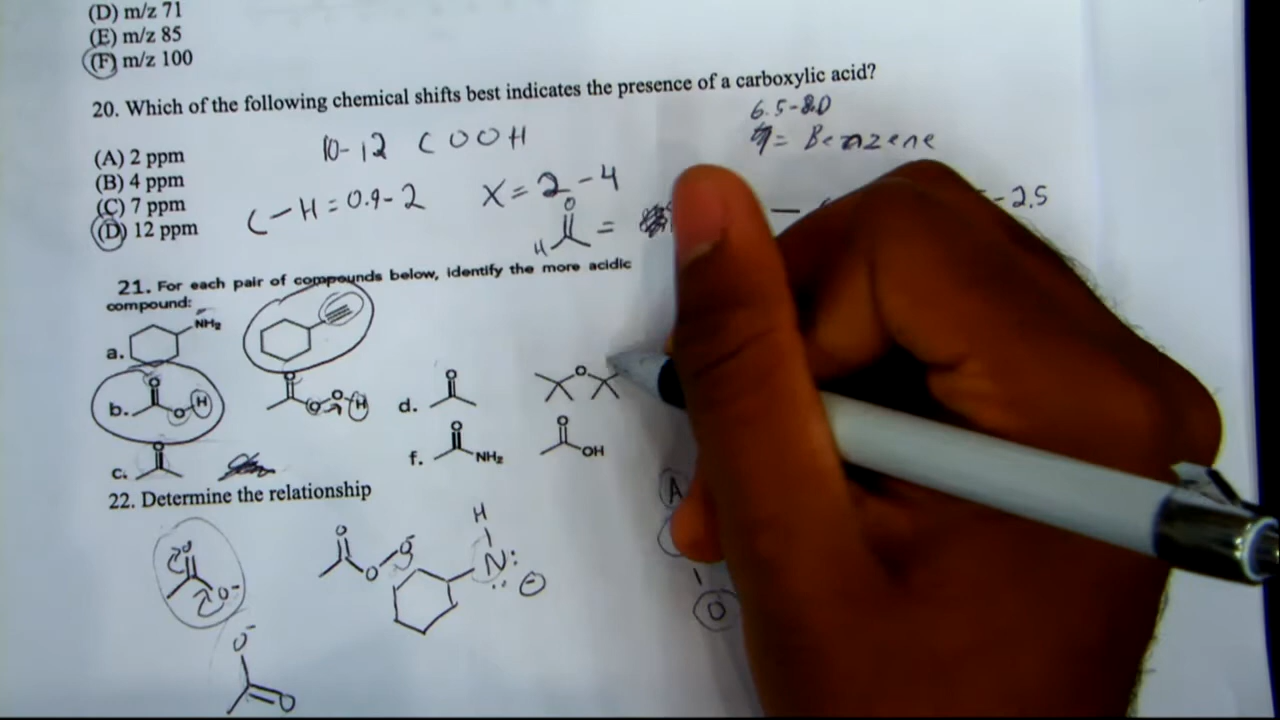 (D) m/z 71
(E) m/z 85
(F) m/z 100
20. Which of the following chemical shifts best indicates the presence of a carboxylic acid?
6.5-8.0
= Benzene
10-12 COOH
(A) 2 ppm
(B) 4 ppm
(C) 7 ppm
(D) 12 ppm
C-H = 0.9-2
X = 2-4
-2.5
O
H
=
21. For each pair of compounds below, identify the more acidic
compound:
a.
NH₂
b.
O
O
H
O
O
O
H
d.
O
O
c.
O
f.
O
NH₂
O
OH
22. Determine the relationship
A
H
N:
O
O-
O
O
O-
O-
O
O